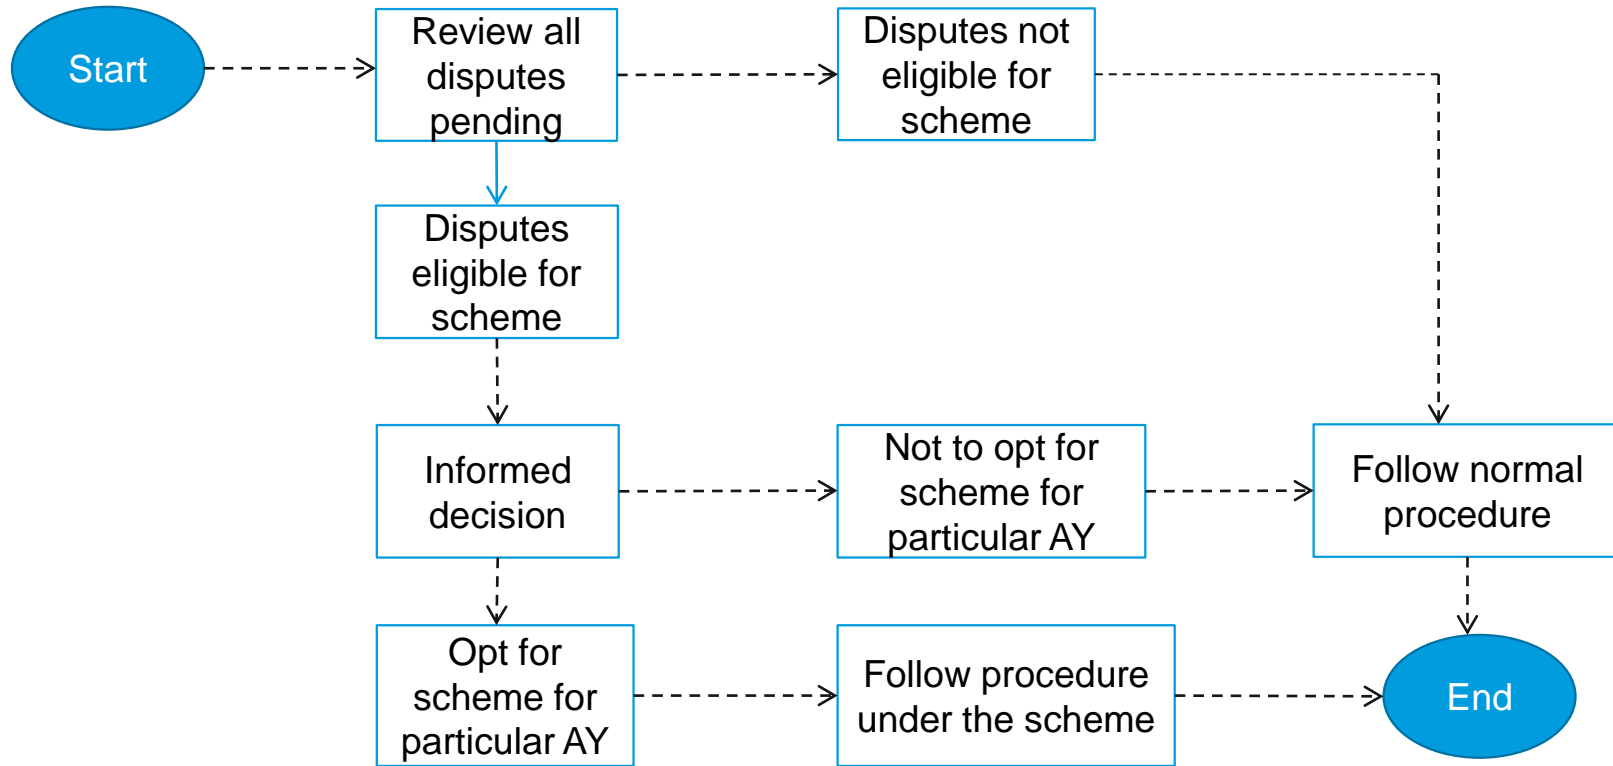 Start
Review all
disputes
pending
Disputes not
eligible for
scheme
Disputes
eligible for
scheme
Informed
decision
Not to opt for
scheme for
particular AY
Follow normal
procedure
Opt for
scheme for
particular AY
Follow procedure
under the scheme
End